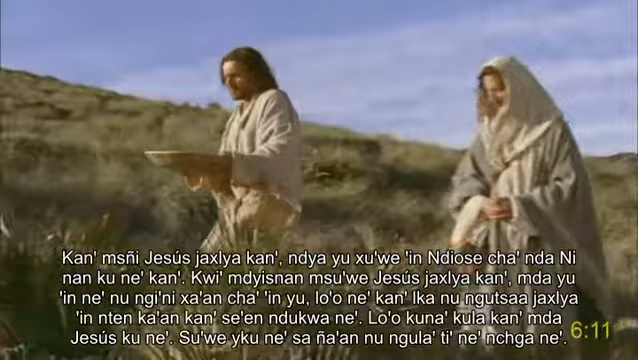 Kan' msñi Jesús jaxlya kan', ndya yu xu'we 'in Ndiose cha' nda Ni
nan ku ne' kan'. Kwi' mdyisnan msu'we Jesús jaxlya kan', mda yu
'in ne' nu ngi'ni xa'an cha' 'in yu, lo'o ne' kan' lka nu ngutsaa jaxlya
'in nten ka'an kan' se'en ndukwa ne'. Lo'o kuna' kula kan' mda
Jesús ku ne'. Su'we yku ne' sa ña'an nu ngula' ti' ne' nchga ne'.
6:11